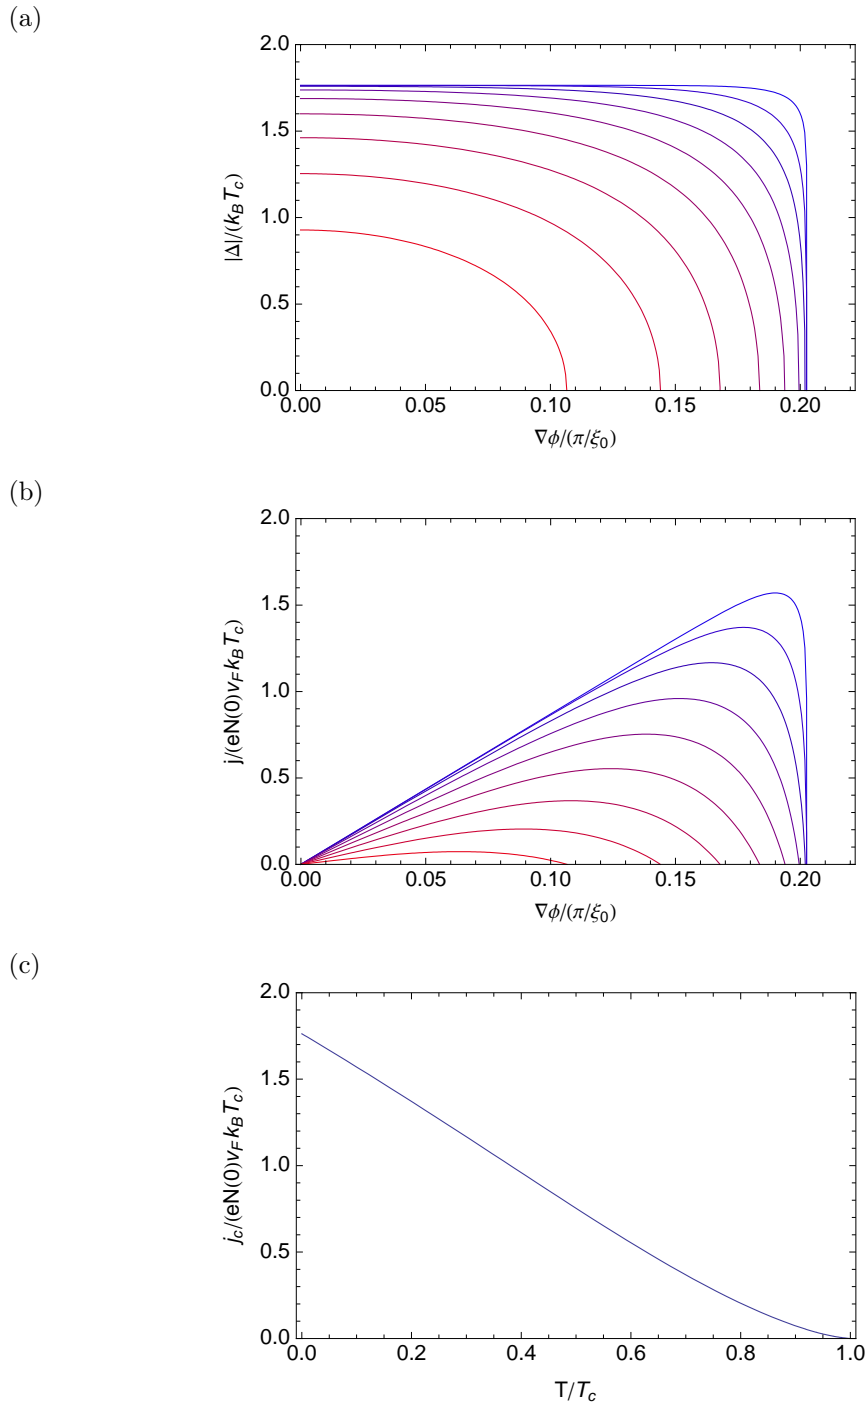 (a)
2.0
1.5
1.0
0.5
0.0
|Δ|/(k_B T_c)
0.00 0.05 0.10 0.15 0.20
∇ϕ/(π/ξ_0)
(b)
2.0
1.5
1.0
0.5
0.0
j/(eN(0)v_F k_B T_c)
0.00 0.05 0.10 0.15 0.20
∇ϕ/(π/ξ_0)
(c)
2.0
1.5
1.0
0.5
0.0
j_c/(eN(0)v_F k_B T_c)
0.0 0.2 0.4 0.6 0.8 1.0
T/T_c